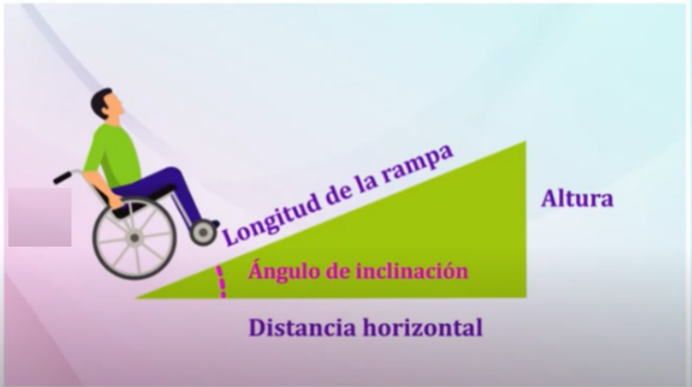 Longitud de la rampa
Altura
Ángulo de inclinación
Distancia horizontal